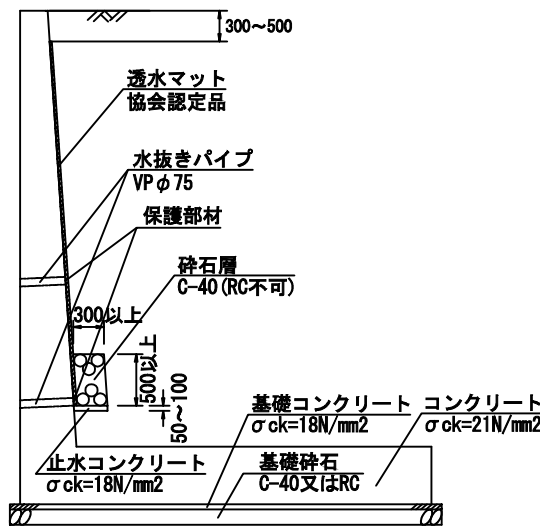 300～500
透水マット
協会認定品
水抜きパイプ
VPφ75
保護部材
砕石層
C-40(RC不可)
300以上
500以上
50～100
基礎コンクリート
σck=18N/mm2
コンクリート
σck=21N/mm2
止水コンクリート
σck=18N/mm2
基礎砕石
C-40又はRC